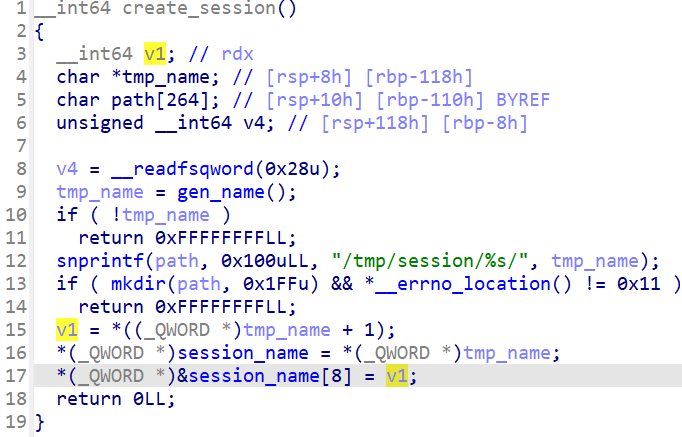 1 __int64 create_session()
2 {
3   __int64 v1; // rdx
4   char *tmp_name; // [rsp+8h] [rbp-118h]
5   char path[264]; // [rsp+10h] [rbp-110h] BYREF
6   unsigned __int64 v4; // [rsp+118h] [rbp-8h]
7
8   v4 = __readfsqword(0x28u);
9   tmp_name = gen_name();
10   if ( !tmp_name )
11     return 0xFFFFFFFFLL;
12   snprintf(path, 0x100uLL, "/tmp/session/%s/", tmp_name);
13   if ( mkdir(path, 0x1FFu) && *__errno_location() != 0x11 )
14     return 0xFFFFFFFFLL;
15   v1 = *((_QWORD *)tmp_name + 1);
16   *(_QWORD *)session_name = *(_QWORD *)tmp_name;
17   *(_QWORD *)&session_name[8] = v1;
18   return 0LL;
19 }